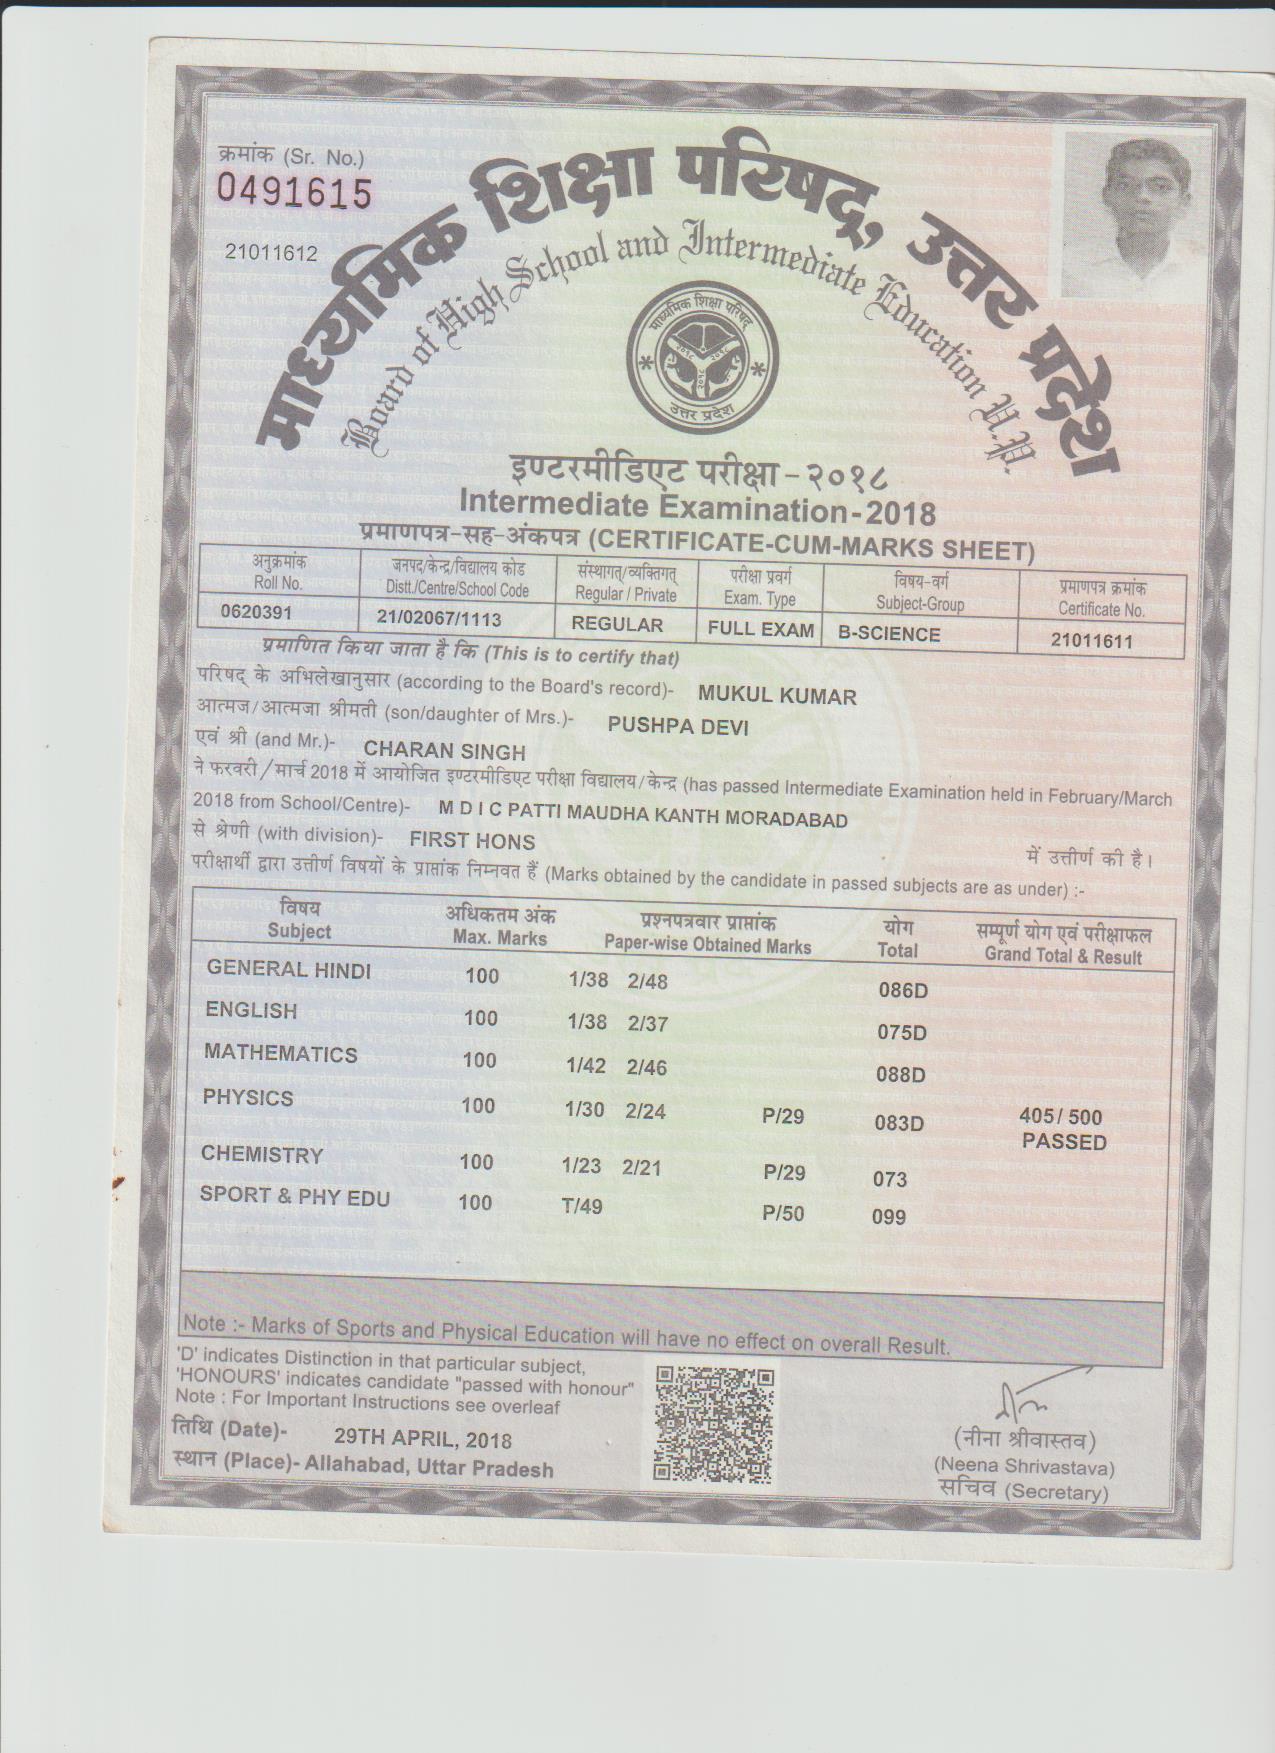 क्रमांक (Sr. No.)
0491615
21011612
माध्यमिक शिक्षा परिषद्, उत्तर प्रदेश
Board of High School and Intermediate Education U.P.
माध्यमिक शिक्षा परिषद्
२०१८ २०१८
२०१८
उत्तर प्रदेश
इण्टरमीडिएट परीक्षा-२०१८
Intermediate Examination-2018
प्रमाणपत्र-सह-अंकपत्र (CERTIFICATE-CUM-MARKS SHEET)
अनुक्रमांक जनपद/केन्द्र/विद्यालय कोड संस्थागत्/व्यक्तिगत् परीक्षा प्रवर्ग विषय-वर्ग प्रमाणपत्र क्रमांक
Roll No. Distt./Centre/School Code Regular / Private Exam. Type Subject-Group Certificate No.
0620391 21/02067/1113 REGULAR FULL EXAM B-SCIENCE 21011611
प्रमाणित किया जाता है कि (This is to certify that)
परिषद् के अभिलेखानुसार (according to the Board's record)- MUKUL KUMAR
आत्मज/आत्मजा श्रीमती (son/daughter of Mrs.)- PUSHPA DEVI
एवं श्री (and Mr.)- CHARAN SINGH
ने फरवरी/मार्च 2018 में आयोजित इण्टरमीडिएट परीक्षा विद्यालय/केन्द्र (has passed Intermediate Examination held in February/March
2018 from School/Centre)- M D I C PATTI MAUDHA KANTH MORADABAD
से श्रेणी (with division)- FIRST HONS में उत्तीर्ण की है।
परीक्षार्थी द्वारा उत्तीर्ण विषयों के प्राप्तांक निम्नवत हैं (Marks obtained by the candidate in passed subjects are as under) :-
विषय अधिकतम अंक प्रश्नपत्रवार प्राप्तांक योग सम्पूर्ण योग एवं परीक्षाफल
Subject Max. Marks Paper-wise Obtained Marks Total Grand Total & Result
GENERAL HINDI 100 1/38 2/48 086D
ENGLISH 100 1/38 2/37 075D
MATHEMATICS 100 1/42 2/46 088D
PHYSICS 100 1/30 2/24 P/29 083D 405/ 500
PASSED
CHEMISTRY 100 1/23 2/21 P/29 073
SPORT & PHY EDU 100 T/49 P/50 099
Note :- Marks of Sports and Physical Education will have no effect on overall Result.
'D' indicates Distinction in that particular subject,
'HONOURS' indicates candidate "passed with honour"
Note : For Important Instructions see overleaf
तिथि (Date)- 29TH APRIL, 2018
स्थान (Place)- Allahabad, Uttar Pradesh
(नीना श्रीवास्तव)
(Neena Shrivastava)
सचिव (Secretary)